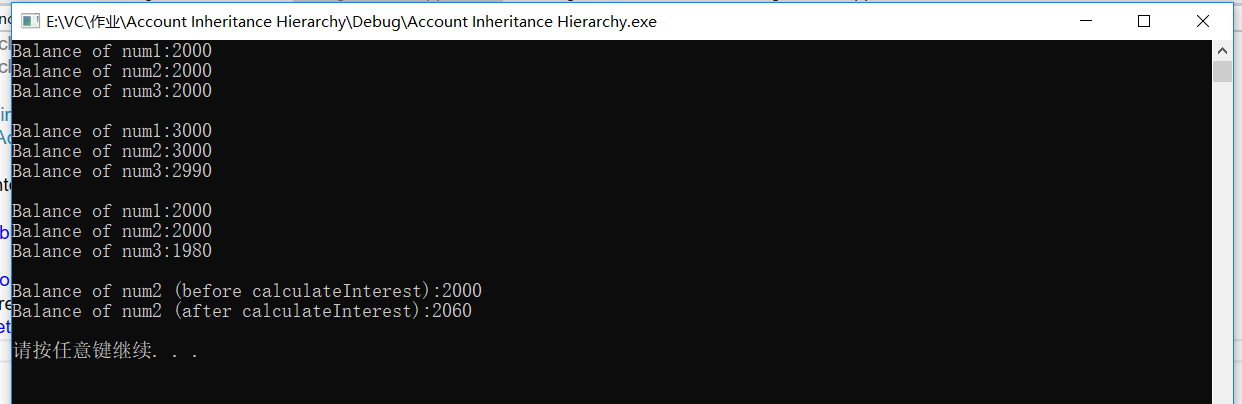 E:\VC\作业\Account Inheritance Hierarchy\Debug\Account Inheritance Hierarchy.exe
Balance of num1:2000
Balance of num2:2000
Balance of num3:2000
Balance of num1:3000
Balance of num2:3000
Balance of num3:2990
Balance of num1:2000
Balance of num2:2000
Balance of num3:1980
Balance of num2 (before calculateInterest):2000
Balance of num2 (after calculateInterest):2060
请按任意键继续. . .